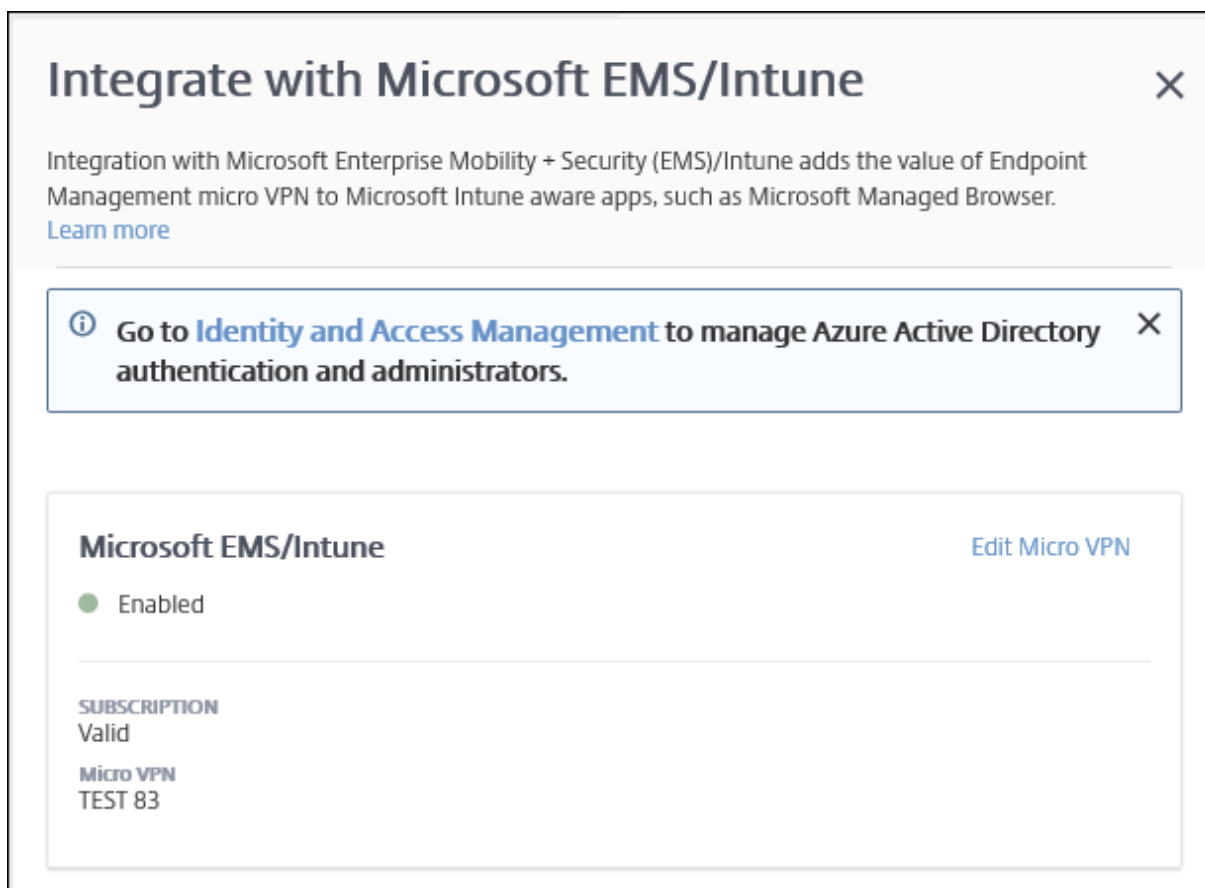 Integrate with Microsoft EMS/Intune
Integration with Microsoft Enterprise Mobility + Security (EMS)/Intune adds the value of Endpoint
Management micro VPN to Microsoft Intune aware apps, such as Microsoft Managed Browser.
Learn more
Go to Identity and Access Management to manage Azure Active Directory
authentication and administrators.
Microsoft EMS/Intune
Edit Micro VPN
Enabled
SUBSCRIPTION
Valid
Micro VPN
TEST 83